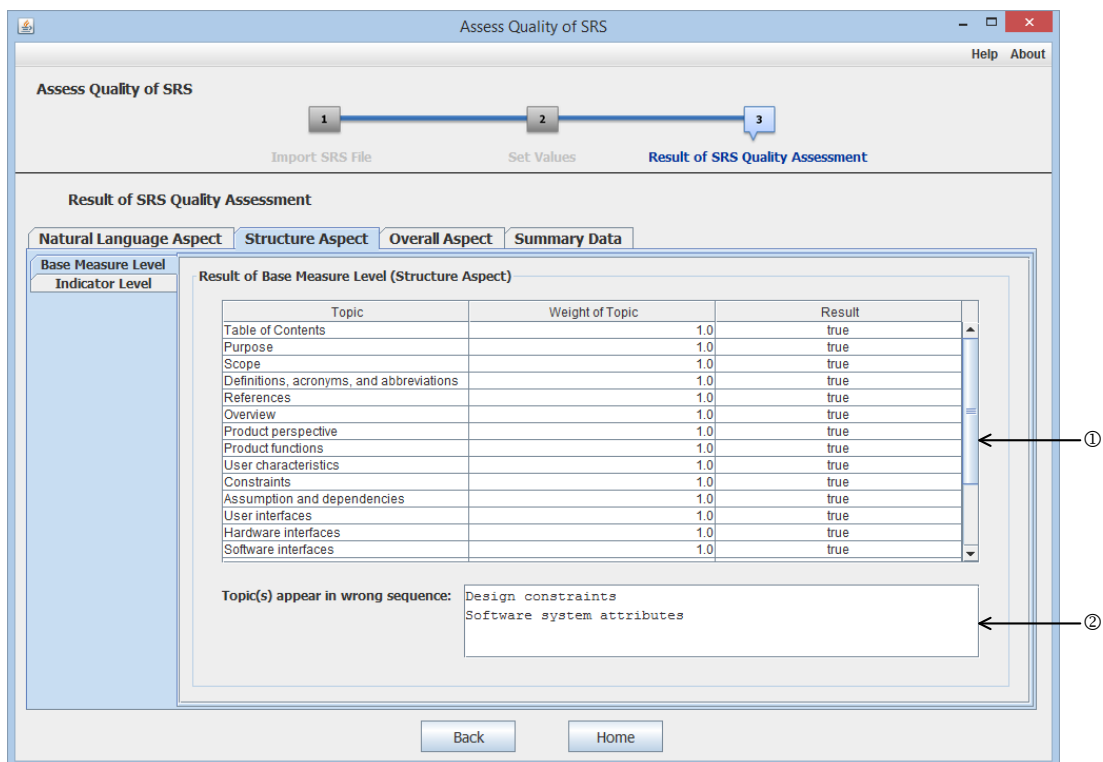 Assess Quality of SRS
Help About
Assess Quality of SRS
1 2 3
Import SRS File Set Values Result of SRS Quality Assessment
Result of SRS Quality Assessment
Natural Language Aspect Structure Aspect Overall Aspect Summary Data
Base Measure Level
Indicator Level
Result of Base Measure Level (Structure Aspect)
Topic Weight of Topic Result
Table of Contents 1.0 true
Purpose 1.0 true
Scope 1.0 true
Definitions, acronyms, and abbreviations 1.0 true
References 1.0 true
Overview 1.0 true
Product perspective 1.0 true
Product functions 1.0 true
User characteristics 1.0 true
Constraints 1.0 true
Assumption and dependencies 1.0 true
User interfaces 1.0 true
Hardware interfaces 1.0 true
Software interfaces 1.0 true
①
Topic(s) appear in wrong sequence: Design constraints
Software system attributes
②
Back Home